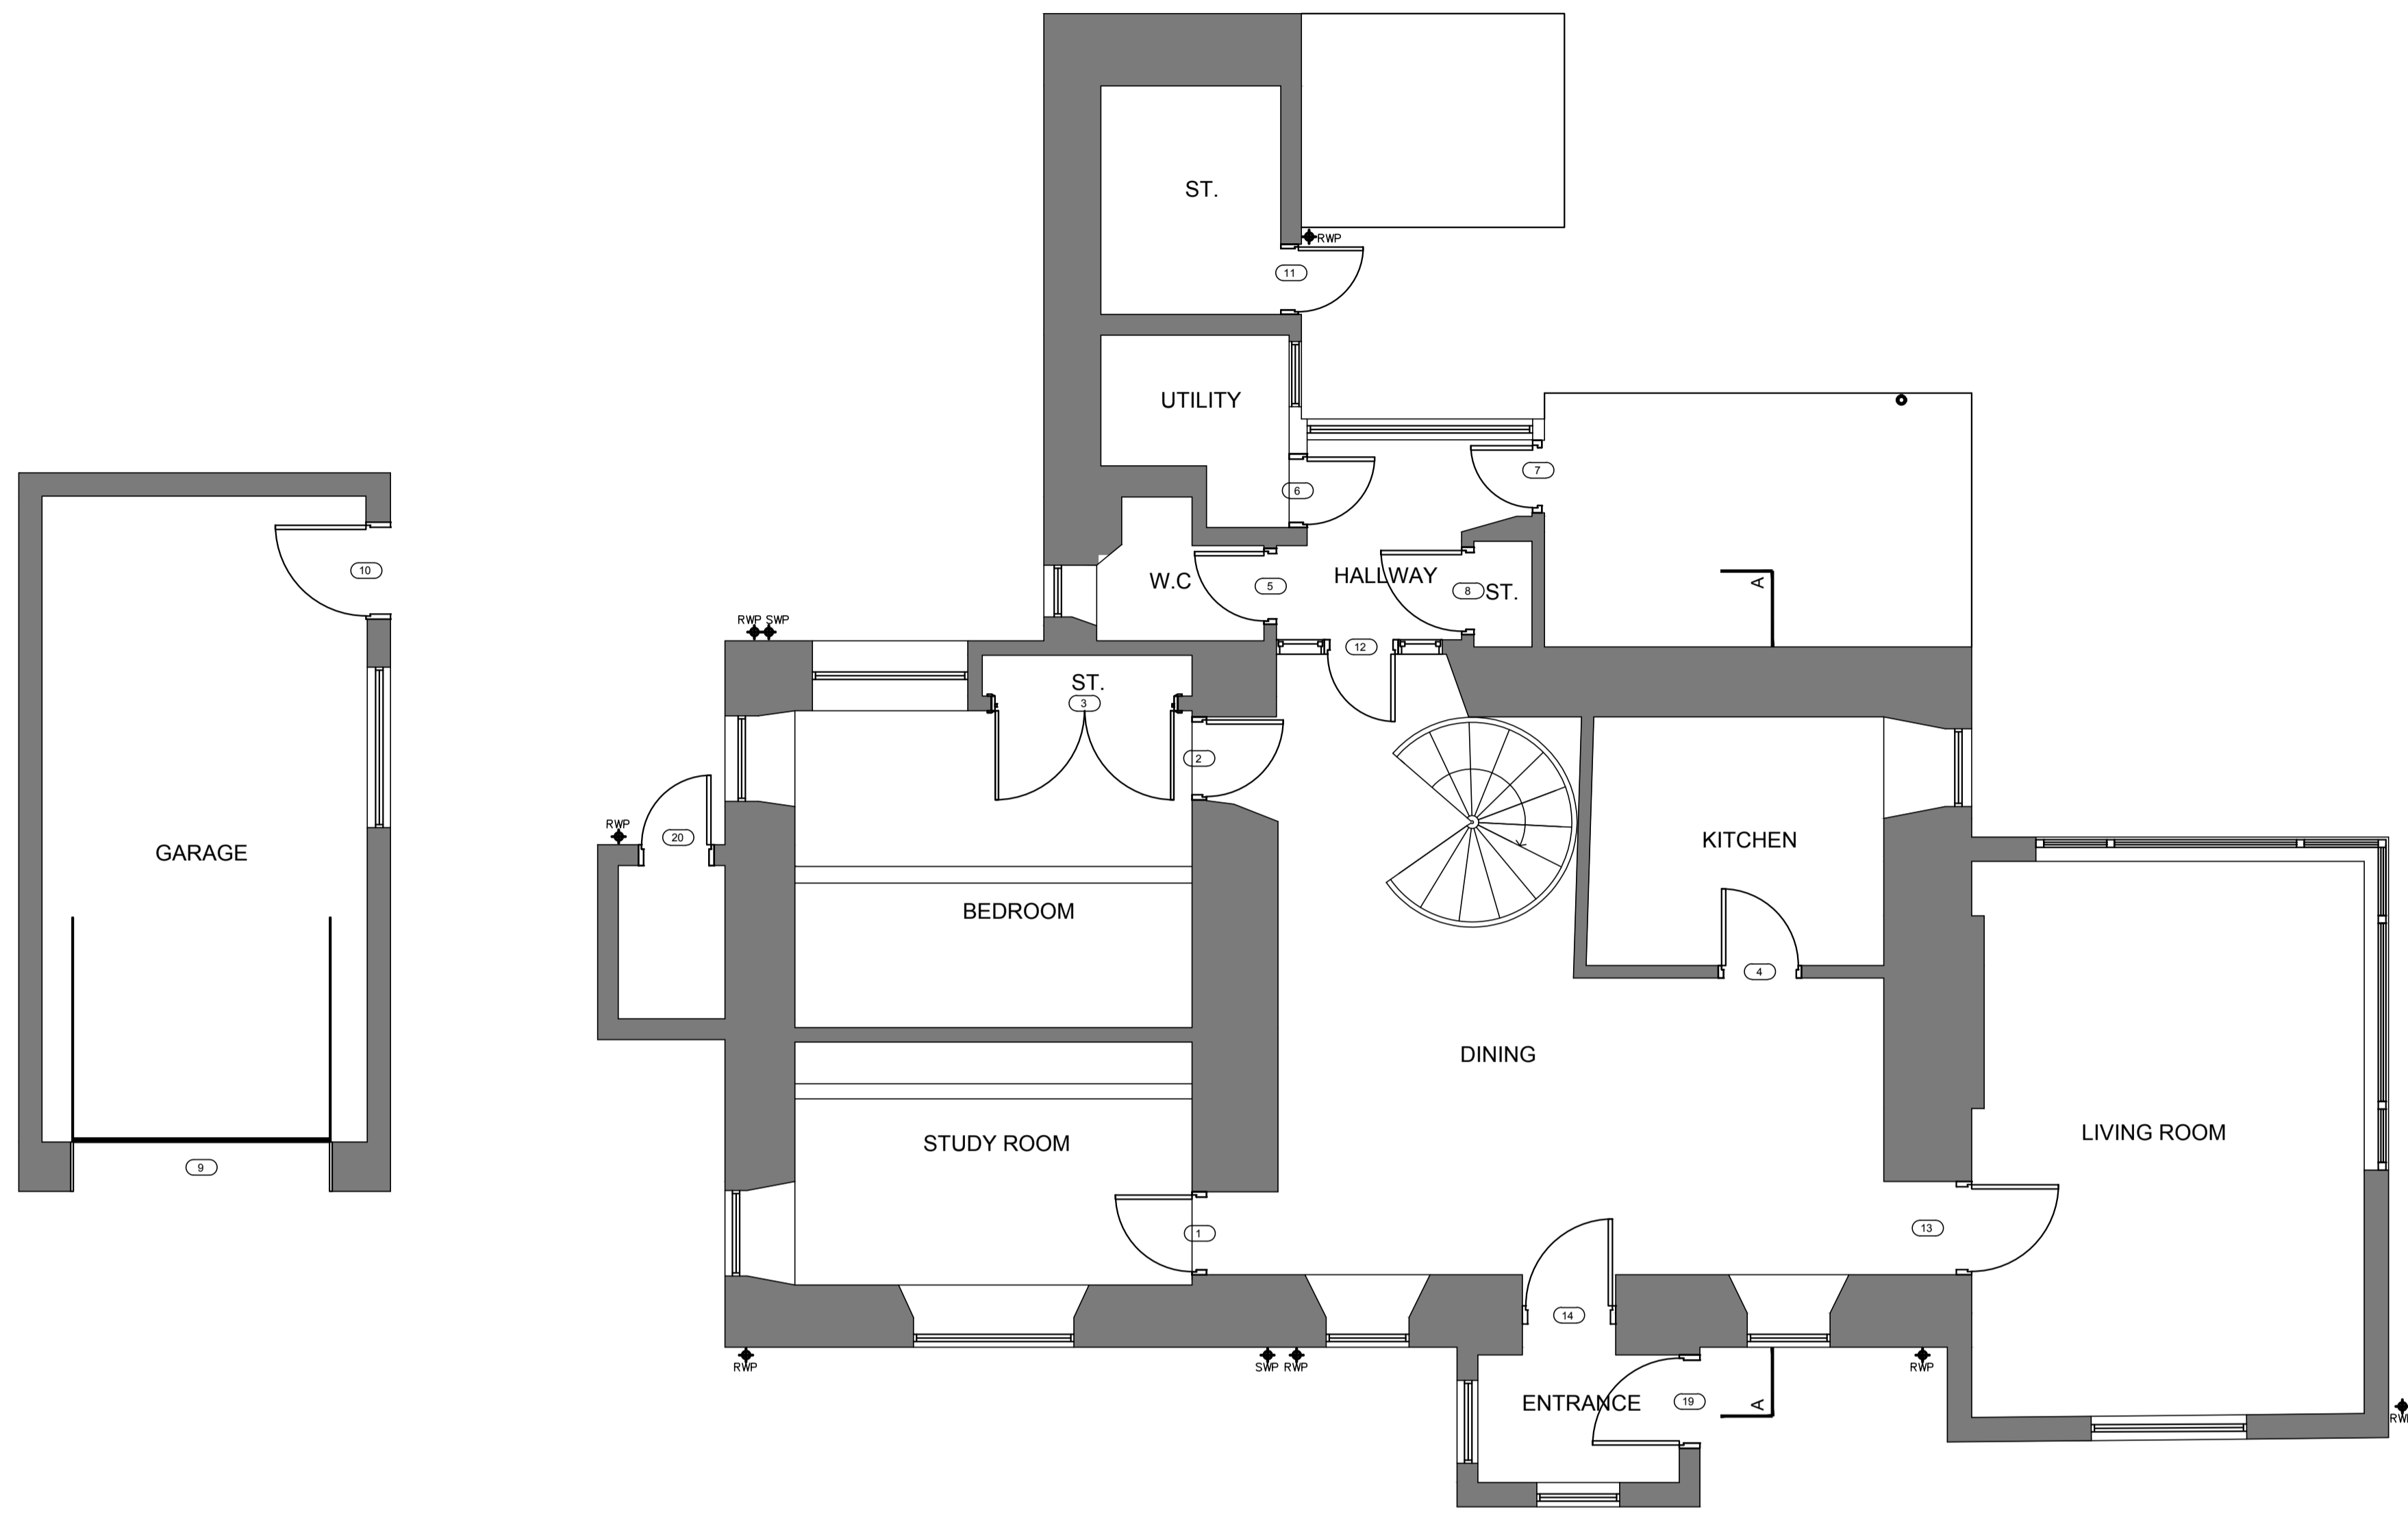 ST.
RWP
11
UTILITY
6
7
10
W.C
5
HALLWAY
8
ST.
A
RWP SWP
12
ST.
3
2
RWP
20
GARAGE
KITCHEN
BEDROOM
4
DINING
STUDY ROOM
LIVING ROOM
9
1
13
14
RWP
SWP RWP
RWP
ENTRANCE
19
A
RWP